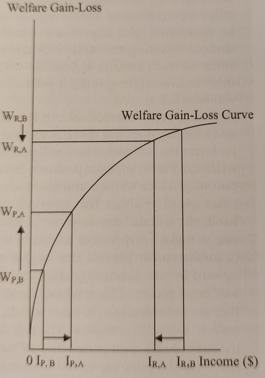 Welfare Gain-Loss
Welfare Gain-Loss Curve
W_{R,B}
W_{R,A}
W_{P,A}
W_{P,B}
0 I_{P, B} I_{P,A} I_{R,A} I_{R,B} Income ($)